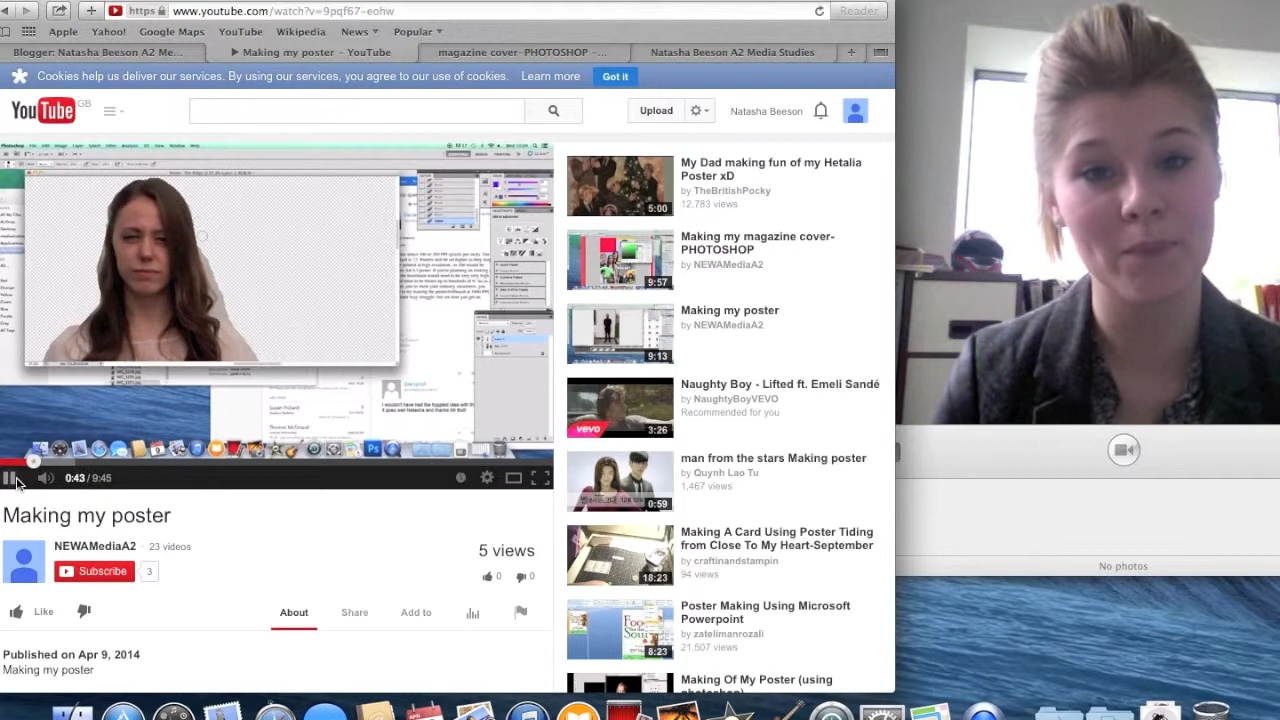 https www.youtube.com/watch?v=9pqf67-eohw Reader
Apple Yahoo! Google Maps YouTube Wikipedia News Popular
Blogger: Natasha Beeson A2 Me... Making my poster - YouTube magazine cover-PHOTOSHOP -... Natasha Beeson A2 Media Studies
Cookies help us deliver our services. By using our services, you agree to our use of cookies. Learn more Got it
YouTube GB Upload Natasha Beeson
0:43 / 9:45
Making my poster
NEWAMediaA2 · 23 videos
Subscribe 3
5 views
0 0
Like About Share Add to
Published on Apr 9, 2014
Making my poster
My Dad making fun of my Hetalia
Poster xD
by TheBritishPocky
12,783 views
5:00
Making my magazine cover-
PHOTOSHOP
by NEWAMediaA2
9:57
Making my poster
by NEWAMediaA2
9:13
Naughty Boy - Lifted ft. Emeli Sandé
by NaughtyBoyVEVO
Recommended for you
vevo 3:26
man from the stars Making poster
by Quynh Lao Tu
1,467 views
0:59
Making A Card Using Poster Tiding
from Close To My Heart-September
by craftinandstampin
94 views
18:23
Poster Making Using Microsoft
Powerpoint
by zatelimanrozali
21,507 views
8:23
Making Of My Poster (using
photoshop)
No photos